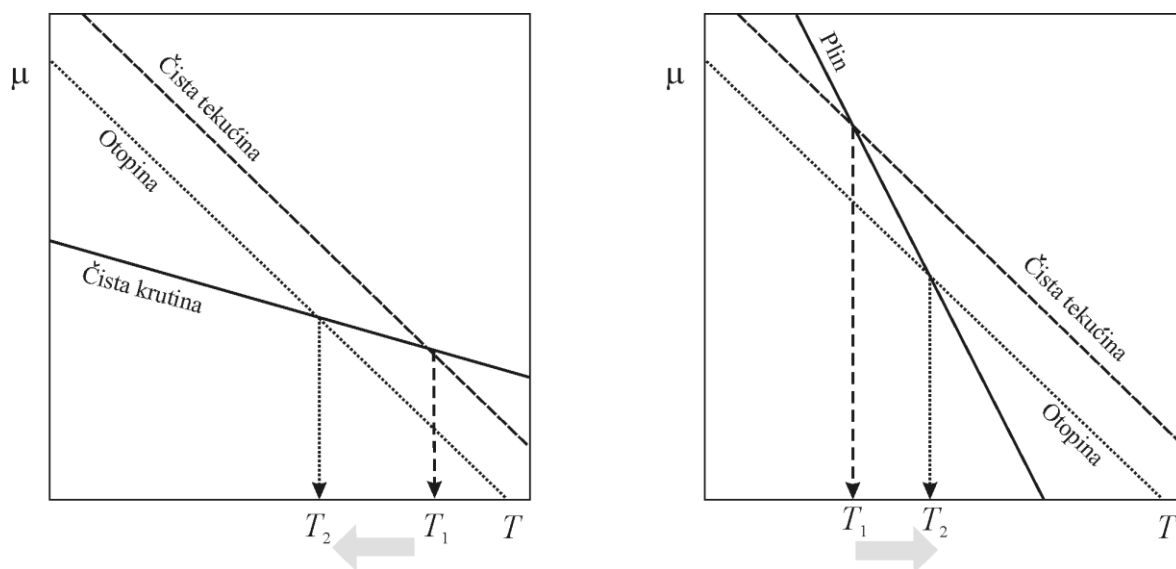 μ
Čista tekućina
Otopina
Čista krutina
T₂
T₁
T
μ
Plin
Čista tekućina
Otopina
T₁
T₂
T